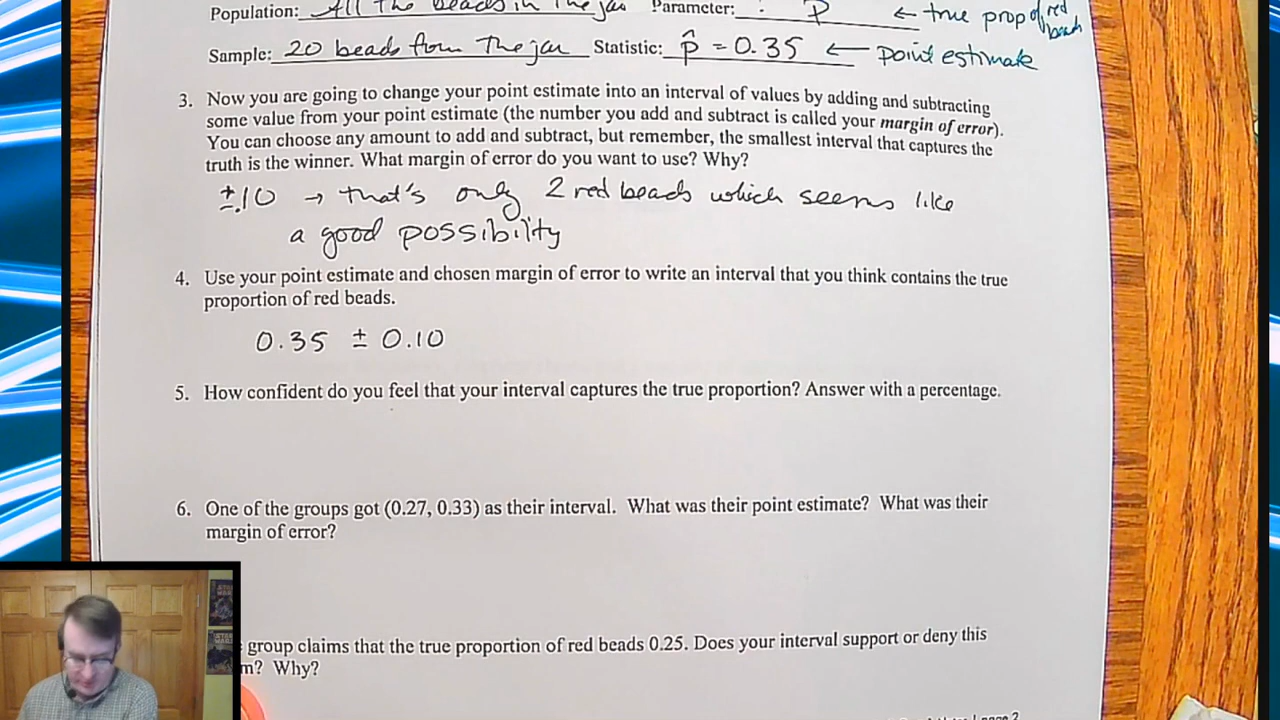 Population: All the beads in the jar Parameter: P ← true prop of red beads
Sample: 20 beads from the jar Statistic: p̂ = 0.35 ← point estimate
3. Now you are going to change your point estimate into an interval of values by adding and subtracting
some value from your point estimate (the number you add and subtract is called your margin of error).
You can choose any amount to add and subtract, but remember, the smallest interval that captures the
truth is the winner. What margin of error do you want to use? Why?
±.10 → that's only 2 red beads which seems like
a good possibility
4. Use your point estimate and chosen margin of error to write an interval that you think contains the true
proportion of red beads.
0.35 ± 0.10
5. How confident do you feel that your interval captures the true proportion? Answer with a percentage.
6. One of the groups got (0.27, 0.33) as their interval. What was their point estimate? What was their
margin of error?
group claims that the true proportion of red beads 0.25. Does your interval support or deny this
Why?
STAR WARS